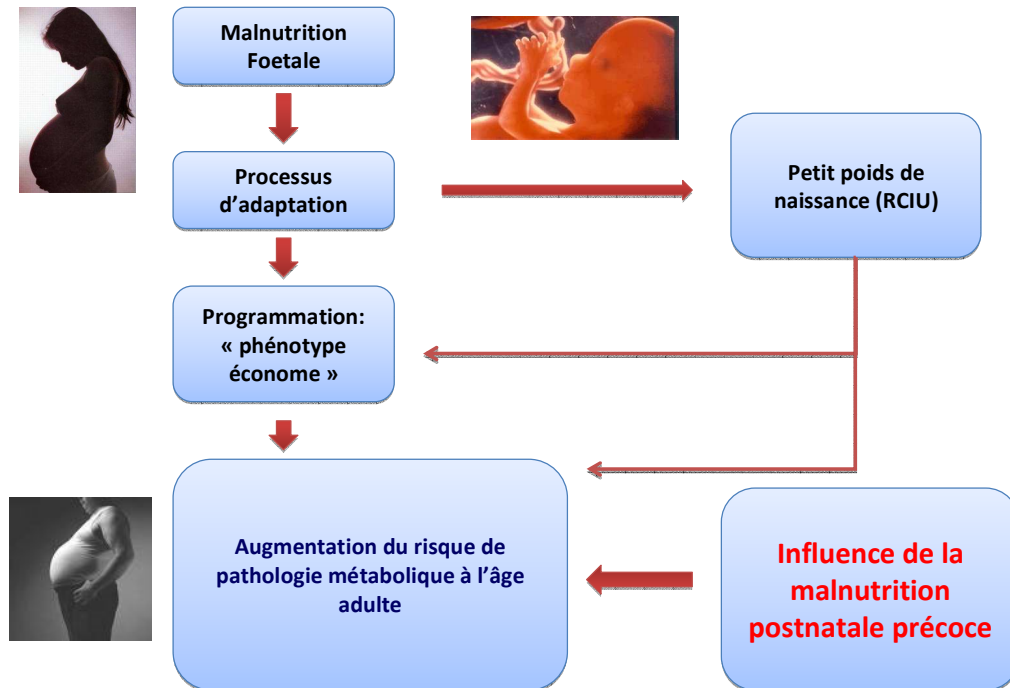 Malnutrition
Foetale
Processus
d'adaptation
Petit poids de
naissance (RCIU)
Programmation:
« phénotype
économe »
Augmentation du risque de
pathologie métabolique à l'âge
adulte
Influence de la
malnutrition
postnatale précoce